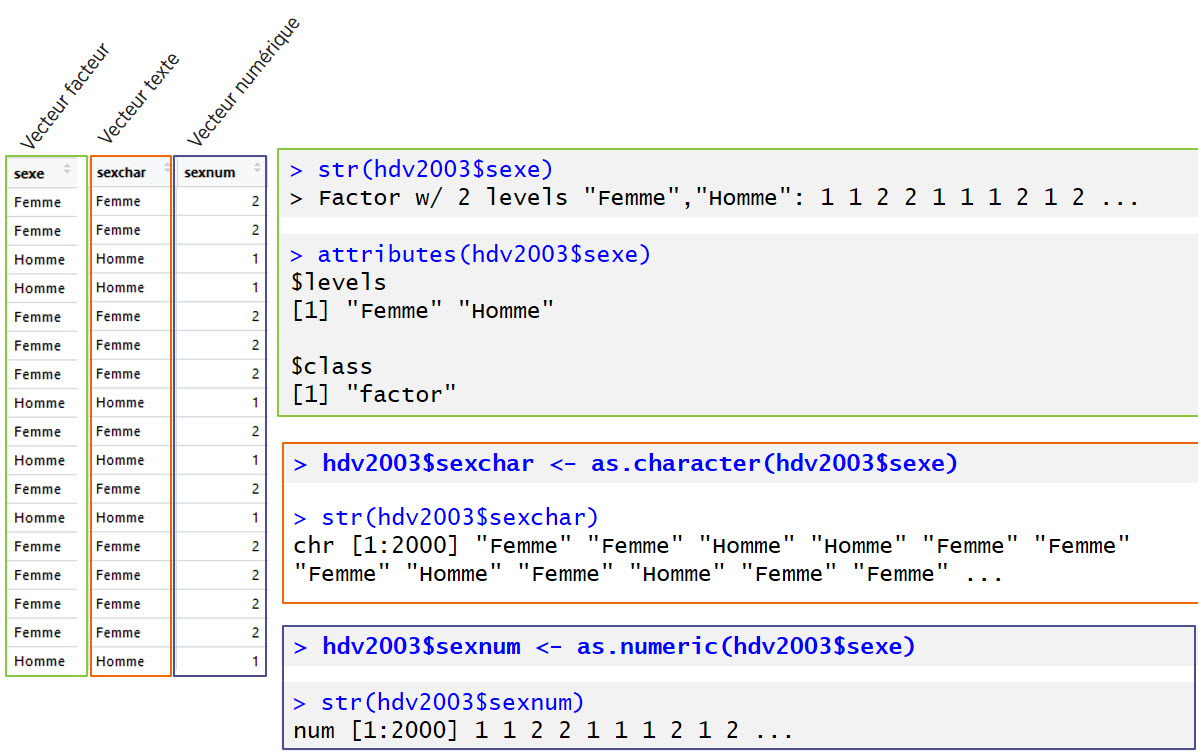 Vecteur facteur
Vecteur texte
Vecteur numérique
sexe sexchar sexnum
Femme Femme 2
Femme Femme 2
Homme Homme 1
Homme Homme 1
Femme Femme 2
Femme Femme 2
Femme Femme 2
Homme Homme 1
Femme Femme 2
Homme Homme 1
Femme Femme 2
Homme Homme 1
Femme Femme 2
Femme Femme 2
Femme Femme 2
Femme Femme 2
Homme Homme 1
> str(hdv2003$sexe)
> Factor w/ 2 levels "Femme","Homme": 1 1 2 2 1 1 1 2 1 2 ...
> attributes(hdv2003$sexe)
$levels
[1] "Femme" "Homme"
$class
[1] "factor"
> hdv2003$sexchar <- as.character(hdv2003$sexe)
> str(hdv2003$sexchar)
chr [1:2000] "Femme" "Femme" "Homme" "Homme" "Femme" "Femme"
"Femme" "Homme" "Femme" "Homme" "Femme" "Femme" ...
> hdv2003$sexnum <- as.numeric(hdv2003$sexe)
> str(hdv2003$sexnum)
num [1:2000] 1 1 2 2 1 1 1 2 1 2 ...